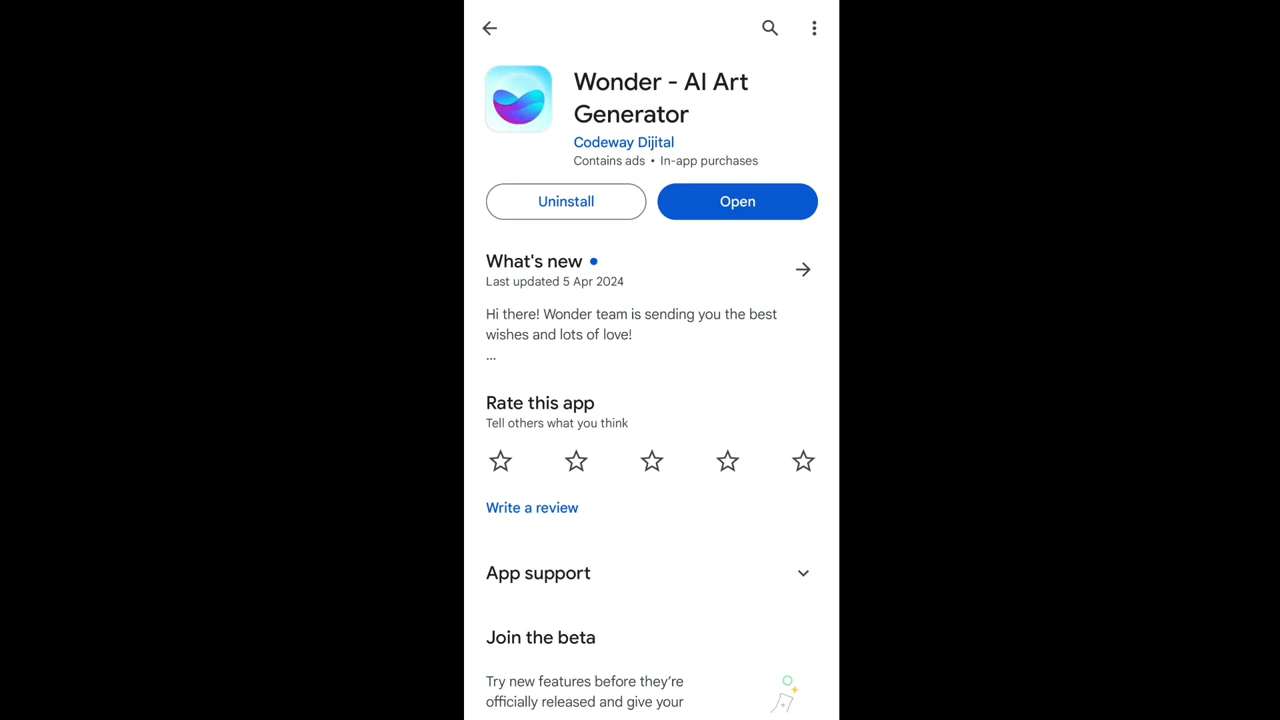 Wonder - AI Art
Generator
Codeway Dijital
Contains ads • In-app purchases
Uninstall
Open
What's new
Last updated 5 Apr 2024
Hi there! Wonder team is sending you the best
wishes and lots of love!
...
Rate this app
Tell others what you think
Write a review
App support
Join the beta
Try new features before they’re
officially released and give your